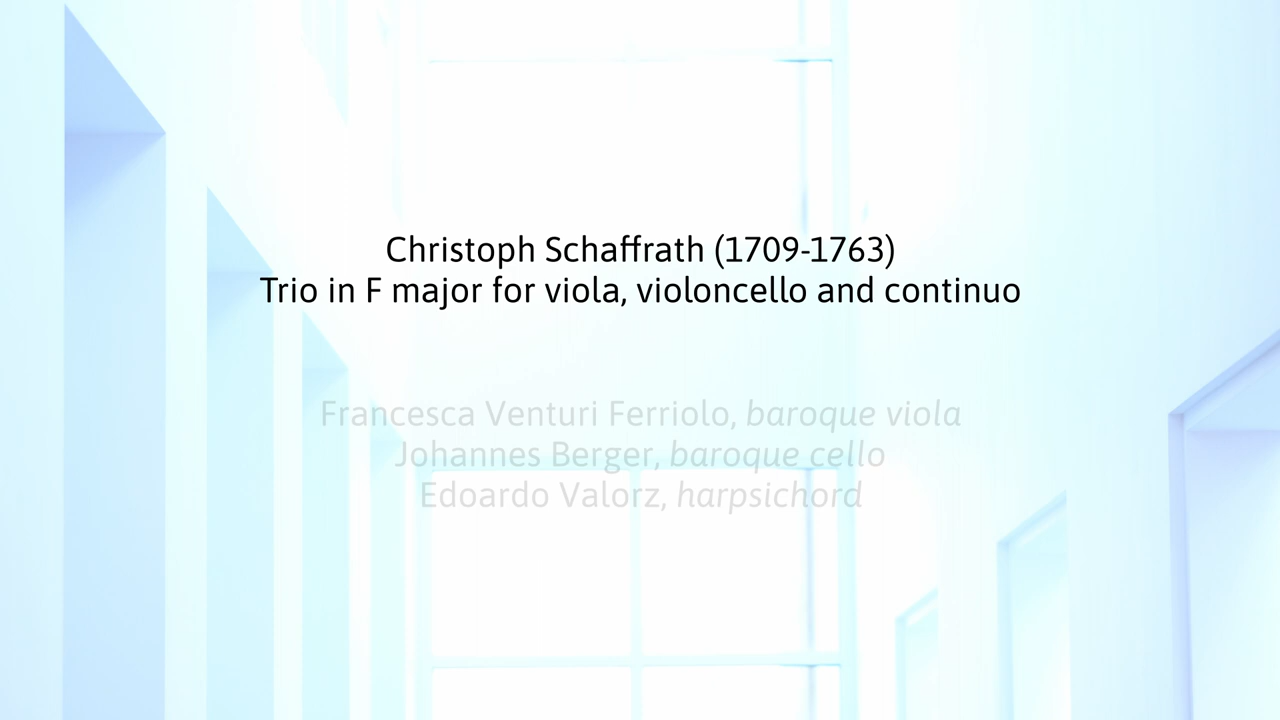 Christoph Schaffrath (1709-1763)
Trio in F major for viola, violoncello and continuo
Francesca Venturi Ferriolo, baroque viola
Johannes Berger, baroque cello
Edoardo Valorz, harpsichord